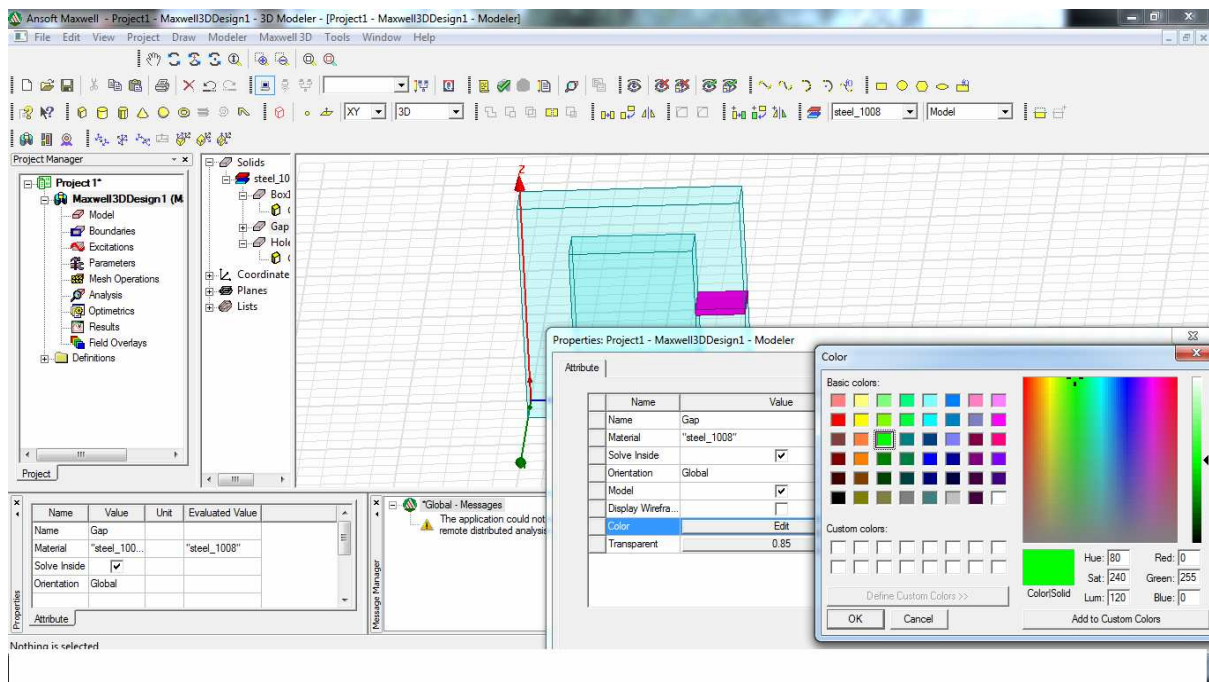 Ansoft Maxwell - Project1 - Maxwell3DDesign1 - 3D Modeler - [Project1 - Maxwell3DDesign1 - Modeler]
File Edit View Project Draw Modeler Maxwell 3D Tools Window Help
XY 3D steel_1008 Model
Project Manager
Project1*
Maxwell3DDesign1 (M
Model
Boundaries
Excitations
Parameters
Mesh Operations
Analysis
Optimetrics
Results
Field Overlays
Definitions
Project
Solids
steel_10
Box1
Gap
Hole
Coordinate
Planes
Lists
Z
Properties: Project1 - Maxwell3DDesign1 - Modeler
Attribute
Name Value
Name Gap
Material "steel_1008"
Solve Inside
Orientation Global
Model
Display Wirefra...
Color Edit
Transparent 0.85
Color
Basic colors:
Custom colors:
Define Custom Colors >>
OK Cancel
Color|Solid
Hue: 80 Red: 0
Sat: 240 Green: 255
Lum: 120 Blue: 0
Add to Custom Colors
Name Value Unit Evaluated Value
Name Gap
Material "steel_100... "steel_1008"
Solve Inside
Orientation Global
Attribute
Properties
Message Manager
*Global - Messages
The application could not
remote distributed analysis
Nothing is selected